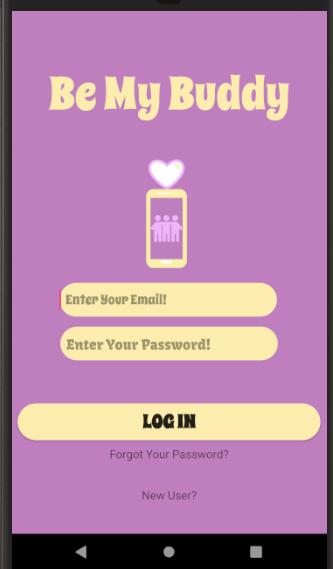 Be My Buddy
Enter Your Email!
Enter Your Password!
LOG IN
Forgot Your Password?
New User?